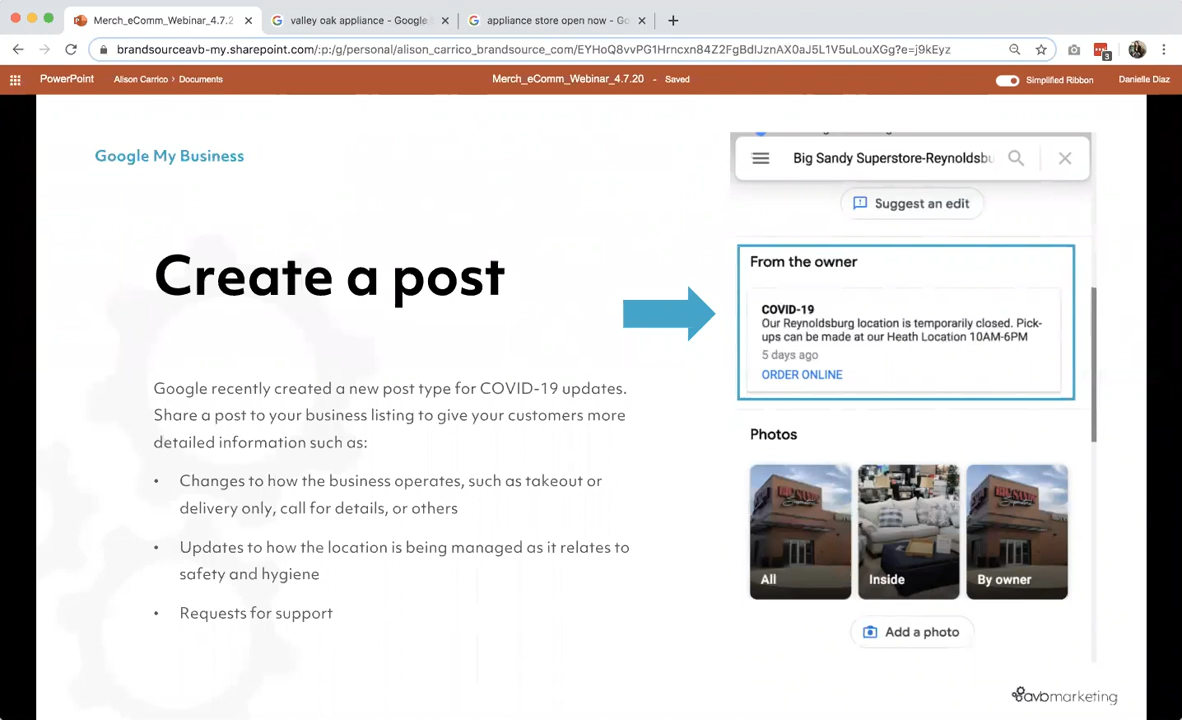 Merch_eComm_Webinar_4.7.2
valley oak appliance - Google
appliance store open now - Go
brandsourceavb-my.sharepoint.com/:p:/g/personal/alison_carrico_brandsource_com/EYHoQ8vvPG1Hrncxn84Z2FgBdIJznAX0aJ5L1V5uLouXGg?e=j9kEyz
3
PowerPoint
Alison Carrico > Documents
Merch_eComm_Webinar_4.7.20 - Saved
Simplified Ribbon
Danielle Diaz
Google My Business
Create a post
Google recently created a new post type for COVID-19 updates.
Share a post to your business listing to give your customers more
detailed information such as:
• Changes to how the business operates, such as takeout or
delivery only, call for details, or others
• Updates to how the location is being managed as it relates to
safety and hygiene
• Requests for support
Big Sandy Superstore-Reynoldsbu
Suggest an edit
From the owner
COVID-19
Our Reynoldsburg location is temporarily closed. Pick-
ups can be made at our Heath Location 10AM-6PM
5 days ago
ORDER ONLINE
Photos
All
Inside
By owner
Add a photo
avbmarketing